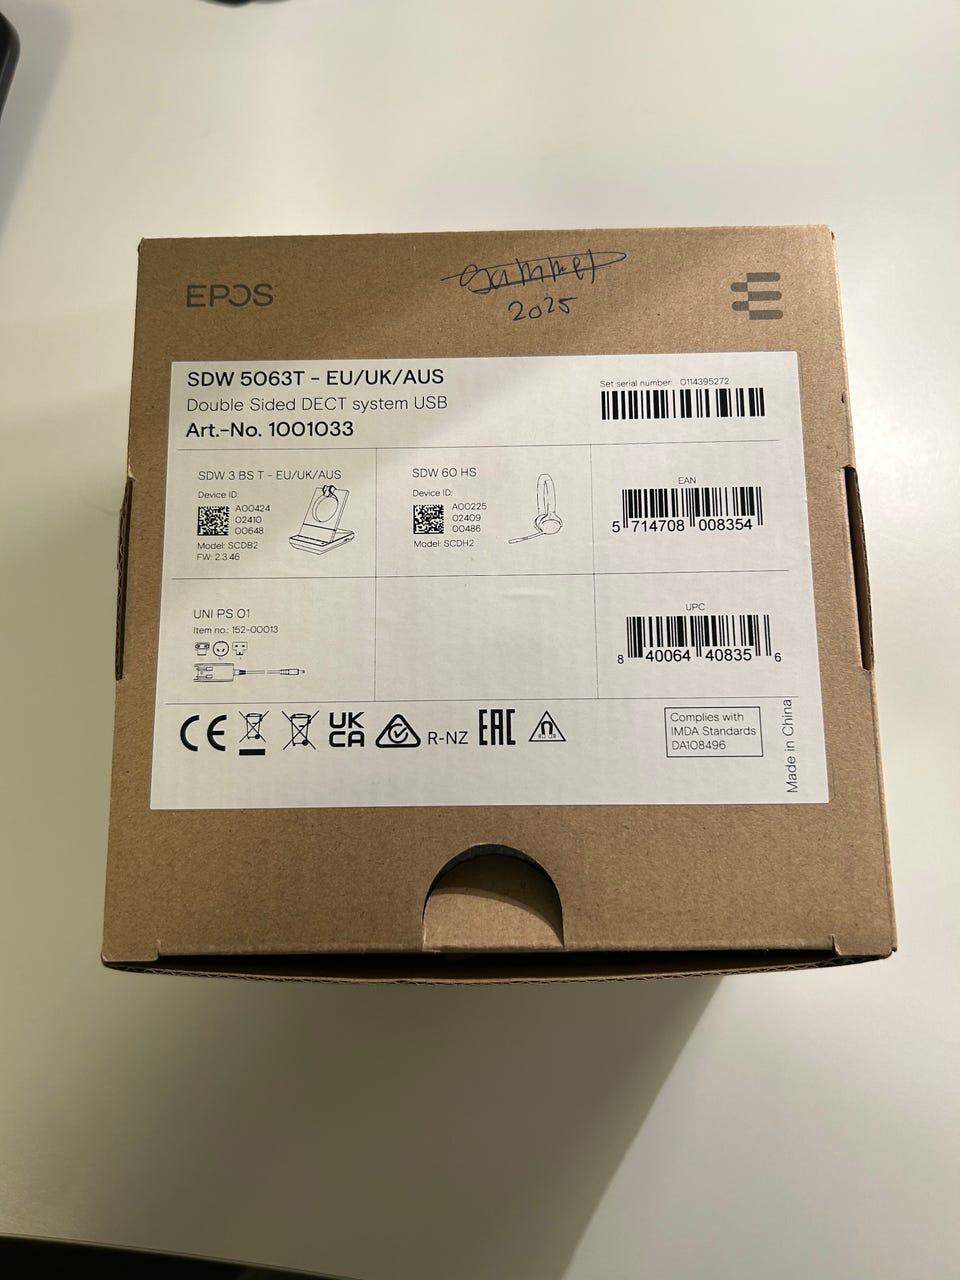 EPOS
2025
SDW 5063T - EU/UK/AUS
Double Sided DECT system USB
Art.-No. 1001033
Set serial number: 0114395272
SDW 3 BS T - EU/UK/AUS
Device ID:
A00424
02410
00648
Model: SCDB2
FW: 2.3.46
SDW 60 HS
Device ID:
A00225
02409
00486
Model: SCDH2
EAN
5 714708 008354
UNI PS 01
Item no.: 152-00013
UPC
8 40064 40835 6
CE
UK
CA
R-NZ
EAC
Complies with
IMDA Standards
DA108496
Made in China